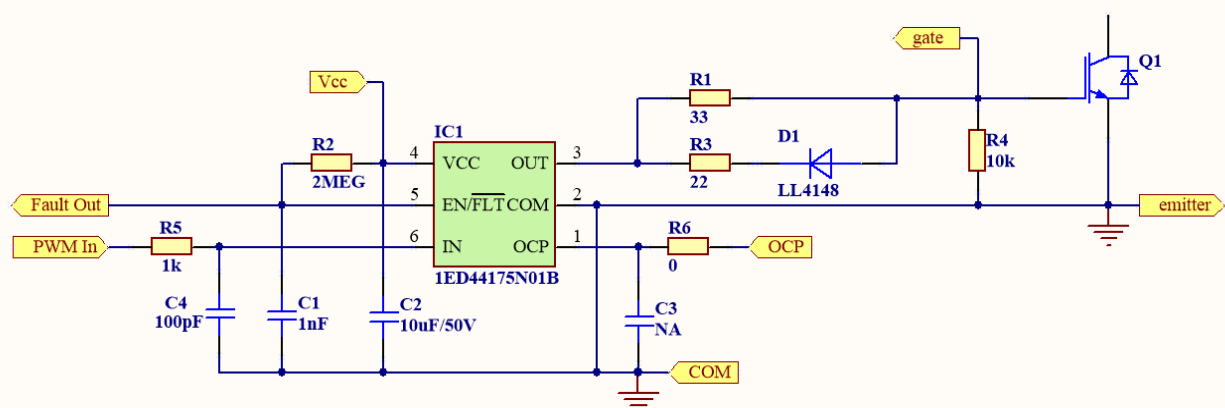 gate
Q1
Vcc
R1
33
IC1
R2
2MEG
4
VCC
OUT
3
R3
22
D1
LL4148
R4
10k
Fault Out
5
EN/FLT
COM
2
emitter
PWM In
R5
1k
6
IN
OCP
1
R6
0
OCP
1ED44175N01B
C4
100pF
C1
1nF
C2
10uF/50V
C3
NA
COM